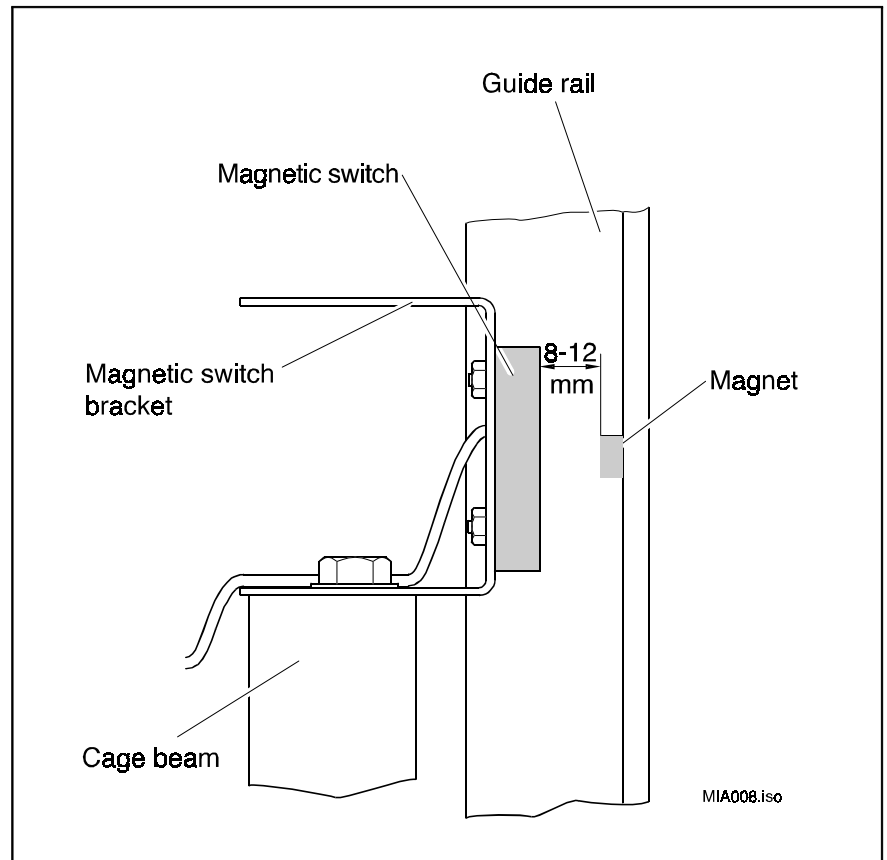 Guide rail
Magnetic switch
8-12
mm
Magnetic switch
bracket
Magnet
Cage beam
MIA008.iso